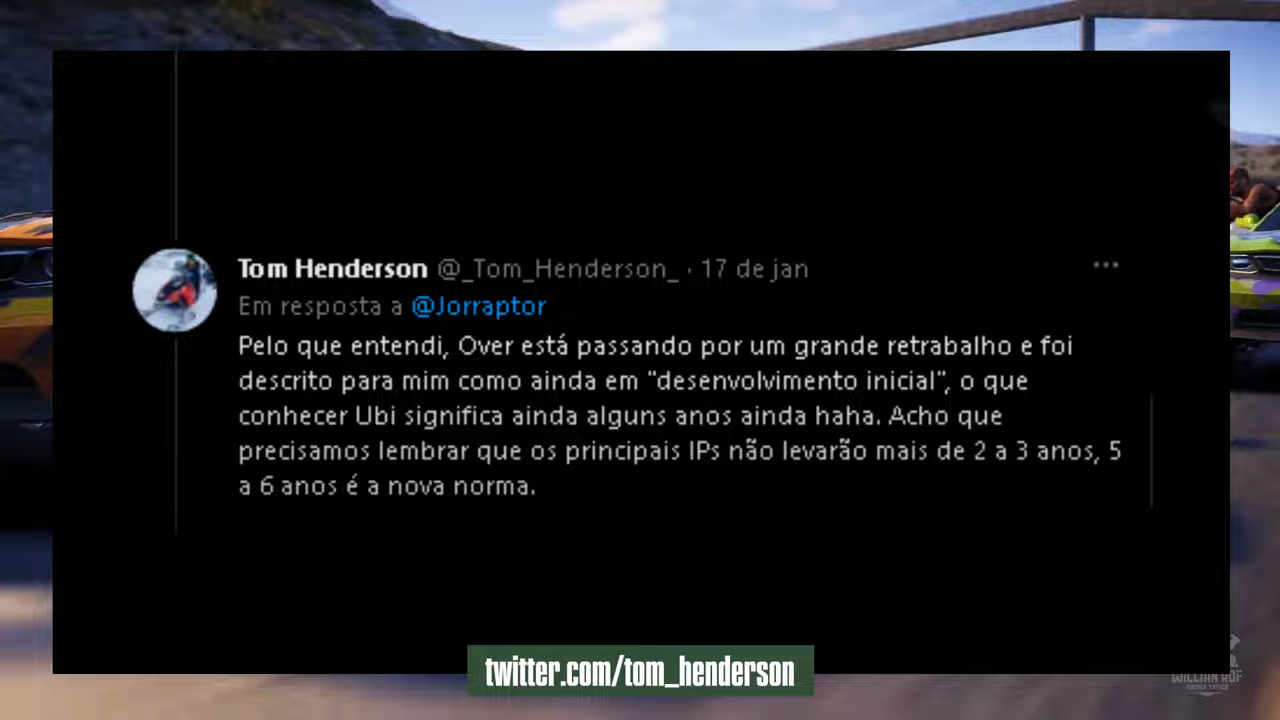 Tom Henderson @_Tom_Henderson_ · 17 de jan
Em resposta a @Jorraptor
Pelo que entendi, Over está passando por um grande retrabalho e foi
descrito para mim como ainda em "desenvolvimento inicial", o que
conhecer Ubi significa ainda alguns anos ainda haha. Acho que
precisamos lembrar que os principais IPs não levarão mais de 2 a 3 anos, 5
a 6 anos é a nova norma.
twitter.com/tom_henderson
WILLIAN ROF